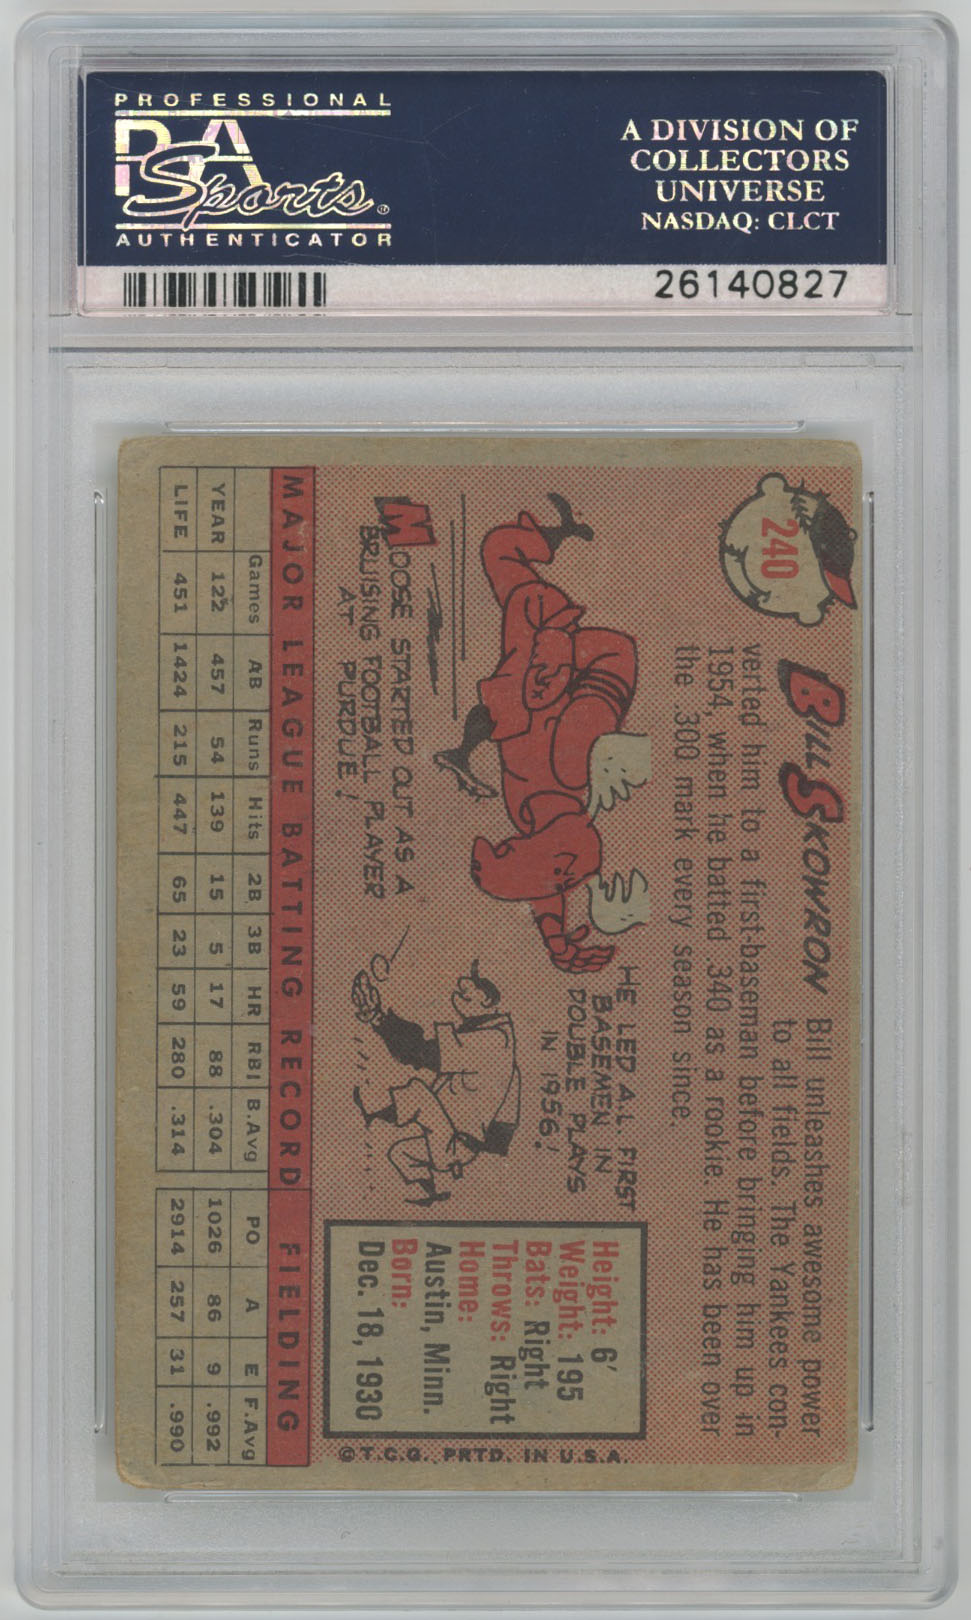 PROFESSIONAL
PSA
Sports®
AUTHENTICATOR
A DIVISION OF
COLLECTORS
UNIVERSE
NASDAQ: CLCT
26140827
240
BILL SKOWRON Bill unleashes awesome power
to all fields. The Yankees con-
verted him to a first-baseman before bringing him up in
1954, when he batted .340 as a rookie. He has been over
the .300 mark every season since.
MOOSE STARTED OUT AS A
BRUISING FOOTBALL PLAYER
AT PURDUE!
HE LED A.L. FIRST
BASEMEN IN
DOUBLE PLAYS
IN 1956!
Height: 6'
Weight: 195
Bats: Right
Throws: Right
Home:
Austin, Minn.
Born:
Dec. 18, 1930
©T.C.G. PRTD. IN U.S.A.
MAJOR LEAGUE BATTING RECORD FIELDING
Games AB Runs Hits 2B 3B HR RBI B.Avg PO A E F.Avg
YEAR 122 457 54 139 15 5 17 88 .304 1026 86 9 .992
LIFE 451 1424 215 447 65 23 59 280 .314 2914 257 31 .990